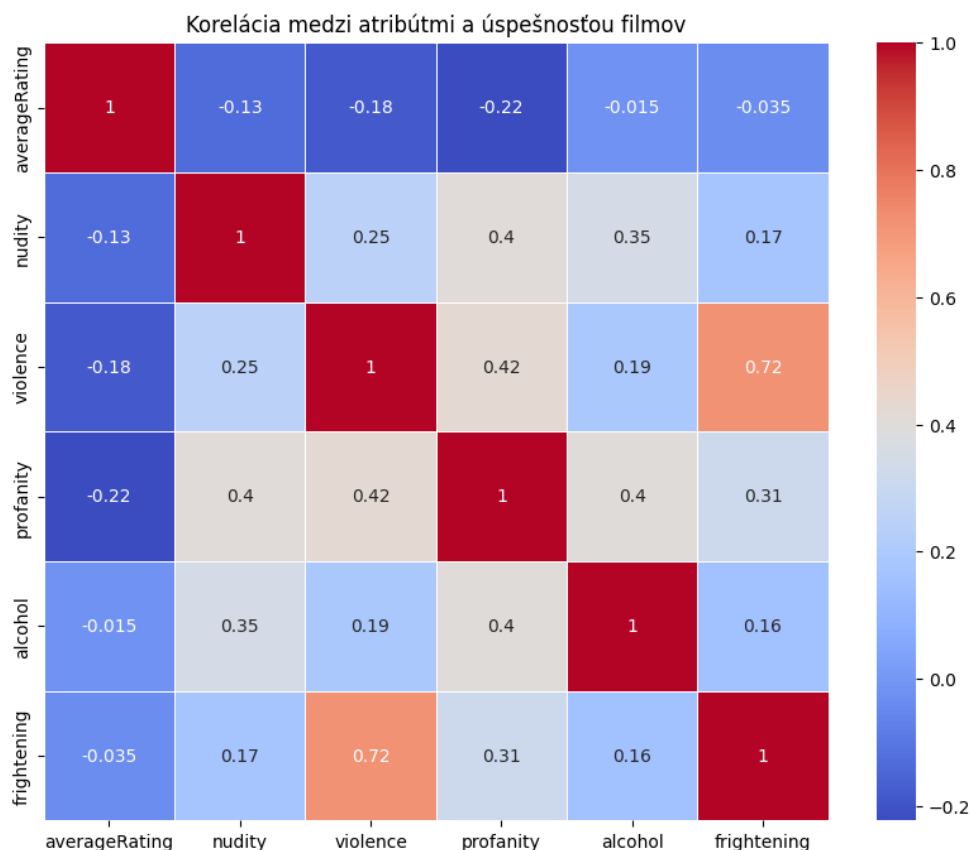 Korelácia medzi atribútmi a úspešnosťou filmov
averageRating 1 -0.13 -0.18 -0.22 -0.015 -0.035
nudity -0.13 1 0.25 0.4 0.35 0.17
violence -0.18 0.25 1 0.42 0.19 0.72
profanity -0.22 0.4 0.42 1 0.4 0.31
alcohol -0.015 0.35 0.19 0.4 1 0.16
frightening -0.035 0.17 0.72 0.31 0.16 1
averageRating nudity violence profanity alcohol frightening
1.0
0.8
0.6
0.4
0.2
0.0
−0.2